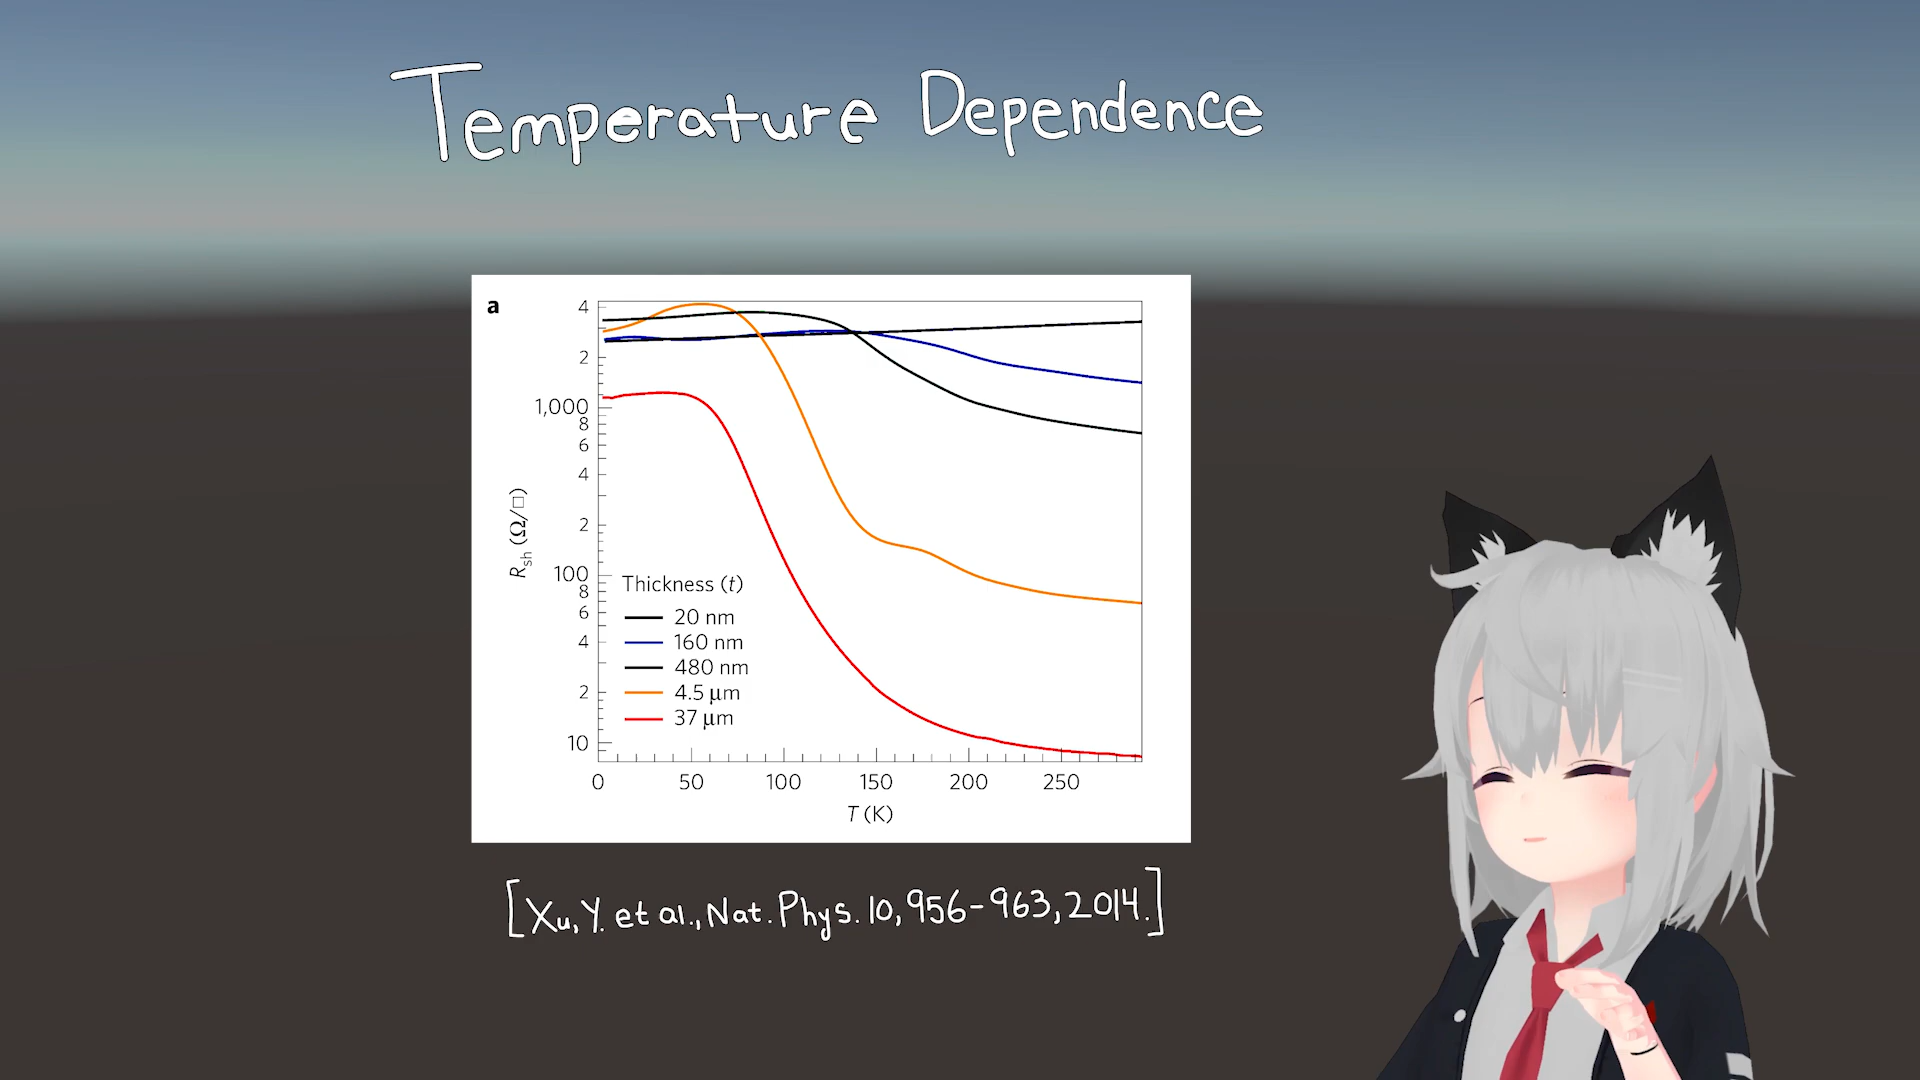 Temperature Dependence
a
4
2
1,000
8
6
4
2
100
8
6
4
2
10
R_sh (Ω/□)
Thickness (t)
20 nm
160 nm
480 nm
4.5 μm
37 μm
0 50 100 150 200 250
T (K)
[Xu, Y. et al., Nat. Phys. 10, 956-963, 2014.]